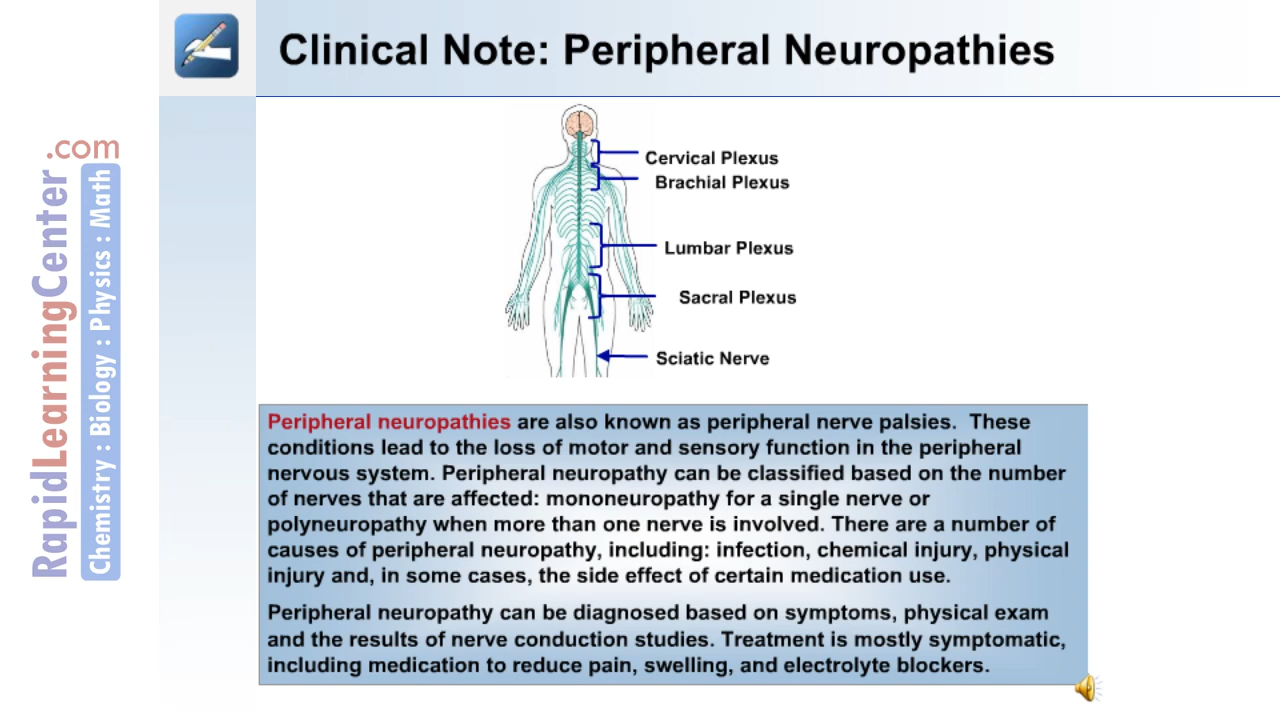 Clinical Note: Peripheral Neuropathies
RapidLearningCenter.com
Chemistry : Biology : Physics : Math
Cervical Plexus
Brachial Plexus
Lumbar Plexus
Sacral Plexus
Sciatic Nerve
Peripheral neuropathies are also known as peripheral nerve palsies.  These
conditions lead to the loss of motor and sensory function in the peripheral
nervous system. Peripheral neuropathy can be classified based on the number
of nerves that are affected: mononeuropathy for a single nerve or
polyneuropathy when more than one nerve is involved. There are a number of
causes of peripheral neuropathy, including: infection, chemical injury, physical
injury and, in some cases, the side effect of certain medication use.
Peripheral neuropathy can be diagnosed based on symptoms, physical exam
and the results of nerve conduction studies. Treatment is mostly symptomatic,
including medication to reduce pain, swelling, and electrolyte blockers.